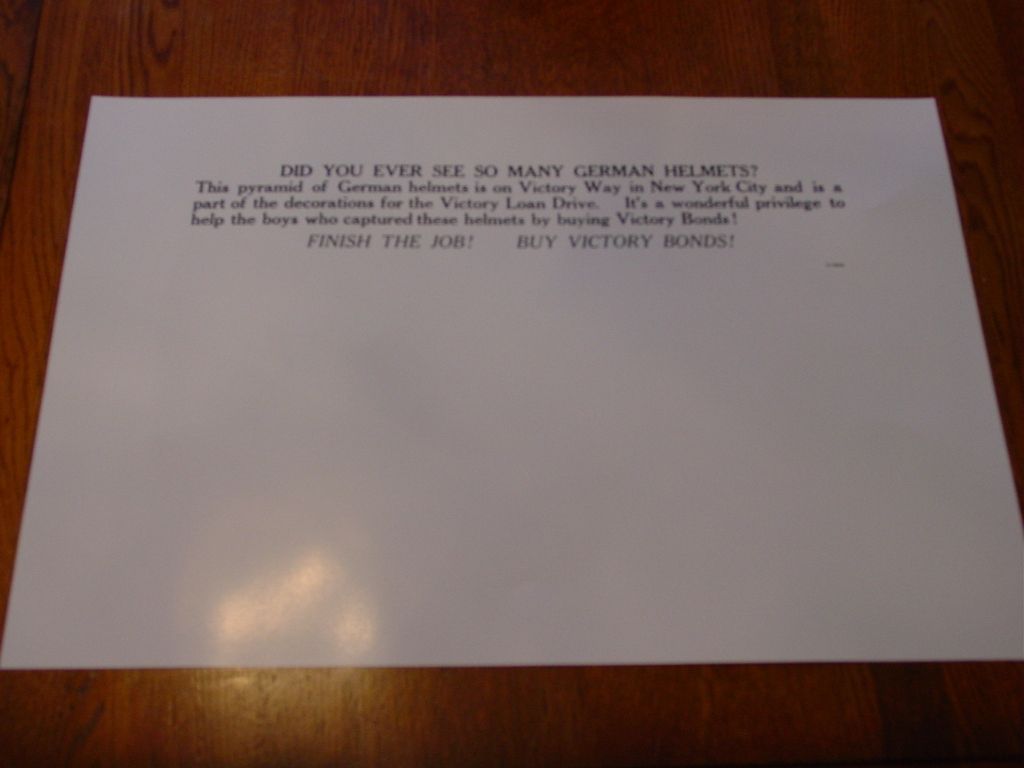 DID YOU EVER SEE SO MANY GERMAN HELMETS?
This pyramid of German helmets is on Victory Way in New York City and is a
part of the decorations for the Victory Loan Drive. It's a wonderful privilege to
help the boys who captured these helmets by buying Victory Bonds!
FINISH THE JOB! BUY VICTORY BONDS!